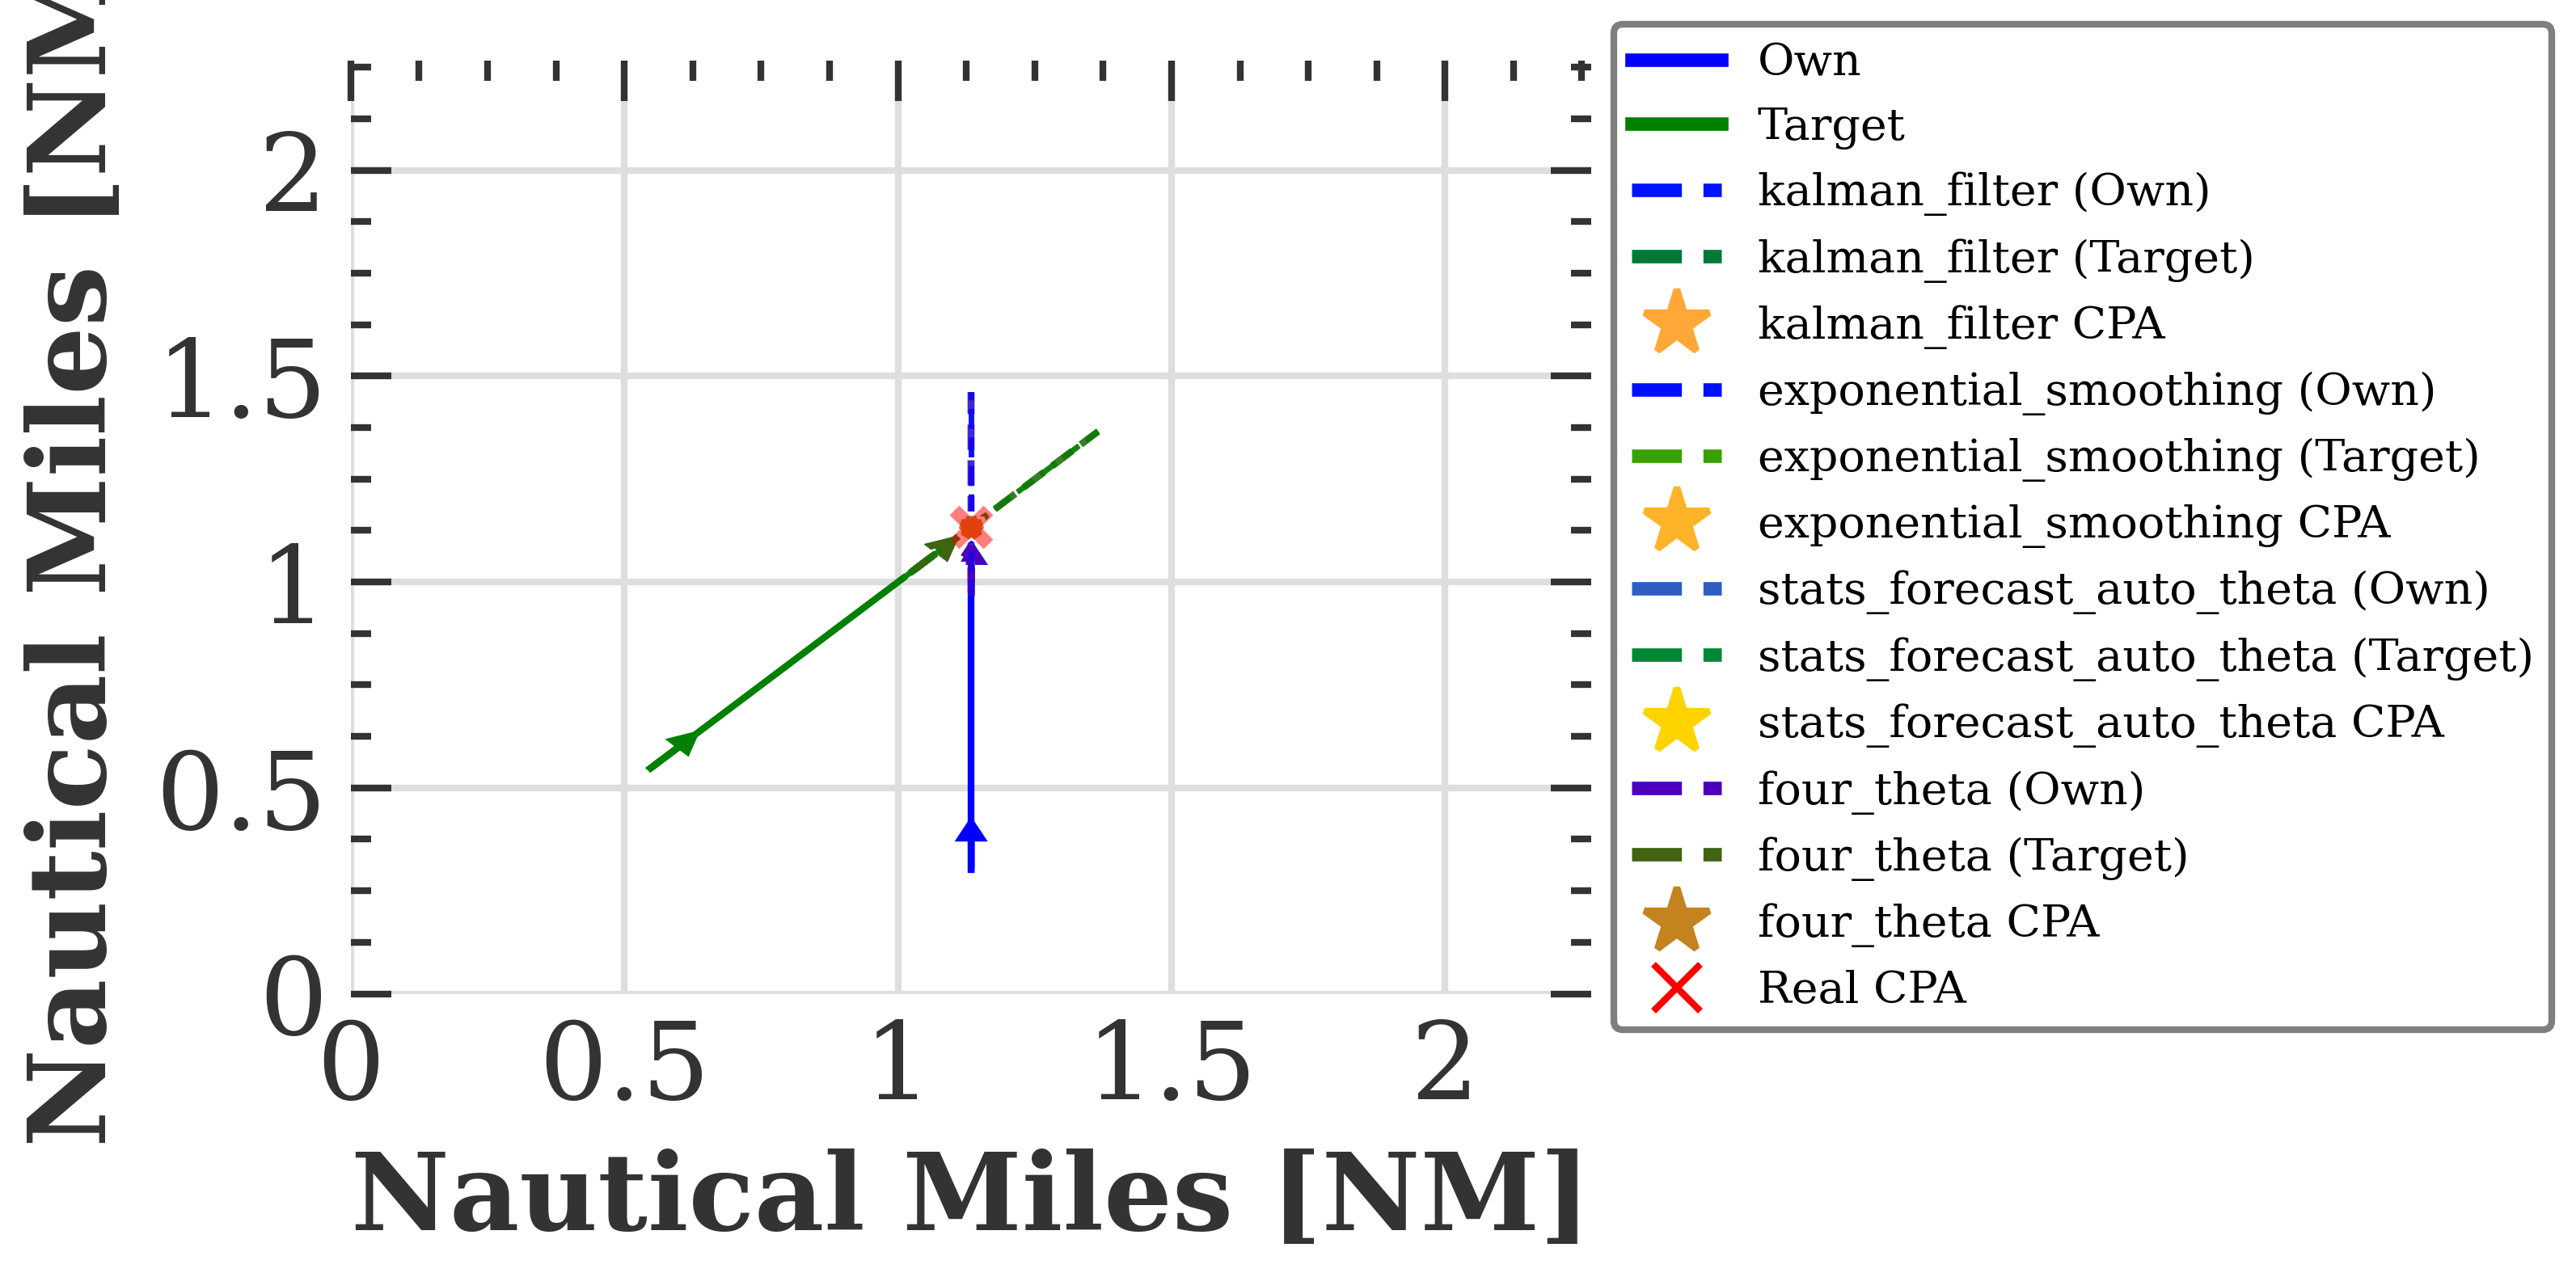 Nautical Miles [NM
2
1.5
1
0.5
0
0 0.5 1 1.5 2
Nautical Miles [NM]
Own
Target
kalman_filter (Own)
kalman_filter (Target)
kalman_filter CPA
exponential_smoothing (Own)
exponential_smoothing (Target)
exponential_smoothing CPA
stats_forecast_auto_theta (Own)
stats_forecast_auto_theta (Target)
stats_forecast_auto_theta CPA
four_theta (Own)
four_theta (Target)
four_theta CPA
Real CPA